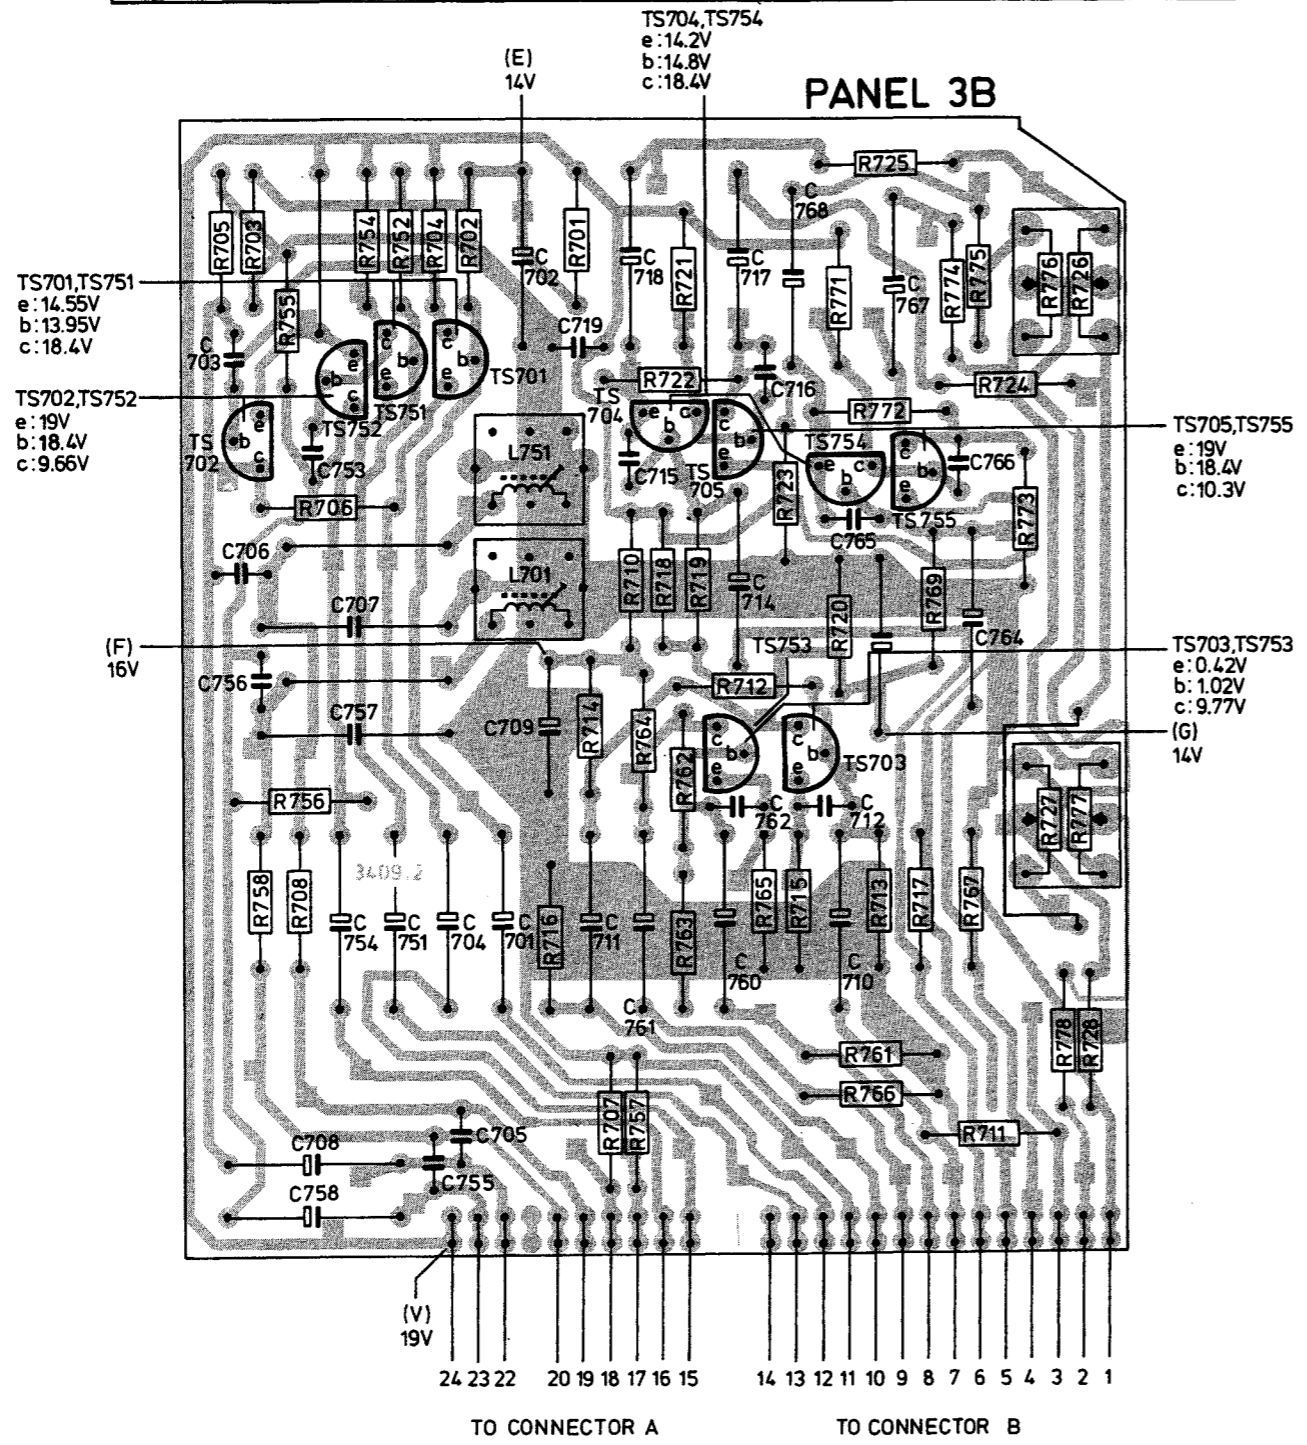 TS704,TS754
e:14.2V
b:14.8V
c:18.4V
(E)
14V
PANEL 3B
R725
C
768
R705
R703
R754
R752
R704
R702
C
702
R701
C
718
R721
C
717
R771
C
767
R774
R775
R776
R726
TS701,TS751
e:14.55V
b:13.95V
c:18.4V
R755
C
703
C719
R722
C716
R724
R772
c
b
e
c
b
e
TS701
TS751
e
b
c
TS752
TS702,TS752
e:19V
b:18.4V
c:9.66V
e
b
c
TS
702
C753
TS
704
e
c
b
c
b
e
TS
705
L751
C715
R723
TS754
e
c
b
c
b
e
TS755
C766
C765
R773
TS705,TS755
e:19V
b:18.4V
c:10.3V
R706
C706
L701
R710
R718
R719
C
714
R720
R769
C764
C707
(F)
16V
TS753
TS703,TS753
e:0.42V
b:1.02V
c:9.77V
C756
R712
C757
C709
R714
R764
R762
c
b
e
c
b
e
TS703
(G)
14V
R756
C
762
C
712
R727
R777
3409.2
R758
R708
C
754
C
751
C
704
C
701
R716
C
711
C
761
R763
C
760
R765
R715
C
710
R713
R717
R767
R778
R728
R761
R766
R707
R757
R711
C705
C708
C755
C758
(V)
19V
24 23 22 20 19 18 17 16 15 14 13 12 11 10 9 8 7 6 5 4 3 2 1
TO CONNECTOR A
TO CONNECTOR B